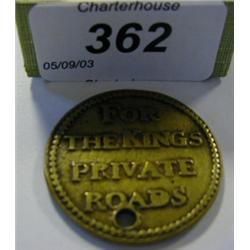 Charterhouse
362
05/09/03
FOR
THE KINGS
PRIVATE
ROADS